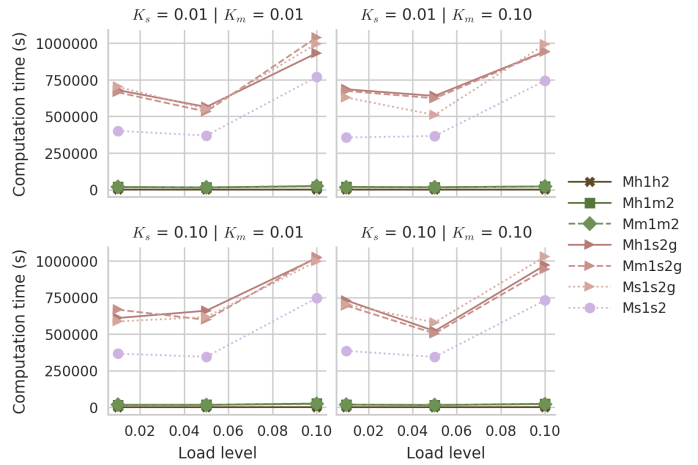 K_s = 0.01 | K_m = 0.01
K_s = 0.01 | K_m = 0.10
Computation time (s)
1000000
750000
500000
250000
0
K_s = 0.10 | K_m = 0.01
K_s = 0.10 | K_m = 0.10
Computation time (s)
1000000
750000
500000
250000
0
0.02 0.04 0.06 0.08 0.10
0.02 0.04 0.06 0.08 0.10
Load level
Load level
Mh1h2
Mh1m2
Mm1m2
Mh1s2g
Mm1s2g
Ms1s2g
Ms1s2